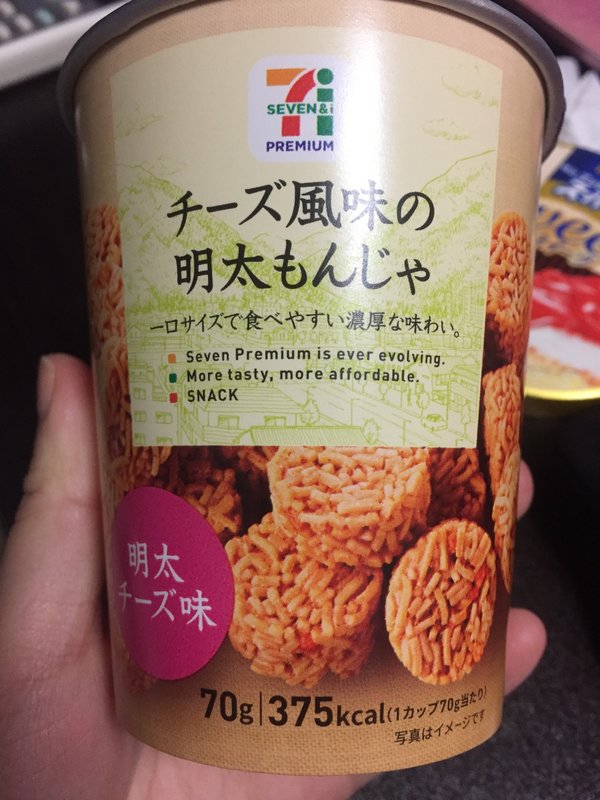 SEVEN&i
PREMIUM
チーズ風味の
明太もんじゃ
一口サイズで食べやすい濃厚な味わい。
Seven Premium is ever evolving.
More tasty, more affordable.
SNACK
明太
チーズ味
70g|375kcal(1カップ70g当たり)
写真はイメージです